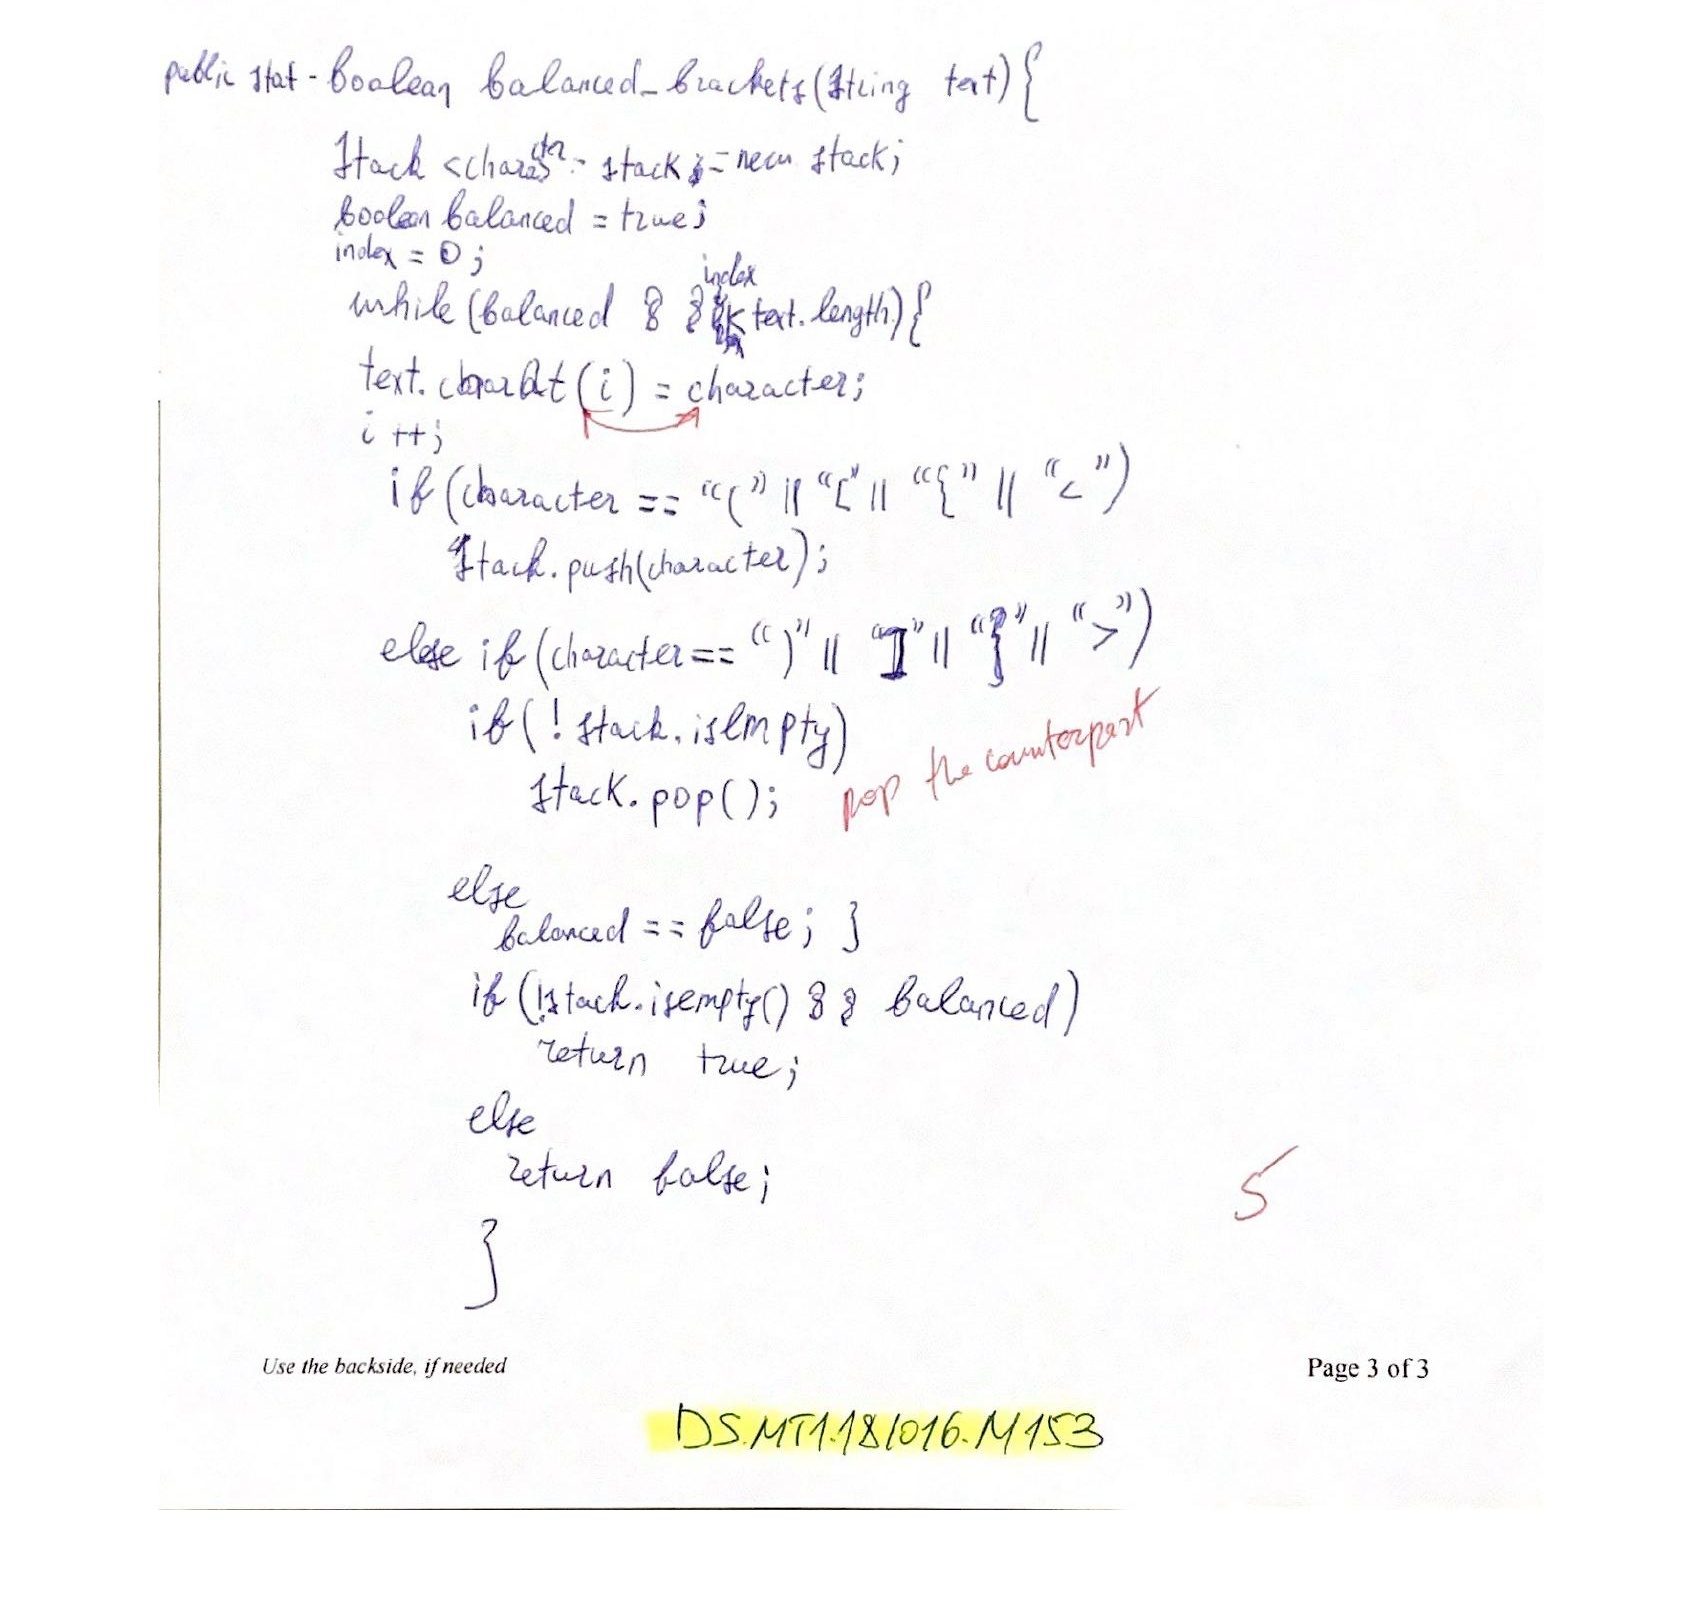 public stat - boolean balanced_brackets(String text){
Stack <character> stack = new stack;
boolean balanced = true;
index = 0;
index
while (balanced && < text.length){
text.charAt(i) = character;
i++;
if (character == "(" || "[" || "{" || "<")
Stack.push(character);
else if (character == ")" || "]" || "}" || ">")
if (! stack.isEmpty)
stack.pop(); pop the counterpart
else
balanced == false; }
if (!stack.isempty() && balanced)
return true;
else
return false;
5
}
Use the backside, if needed Page 3 of 3
DS.MT1.181016.M153